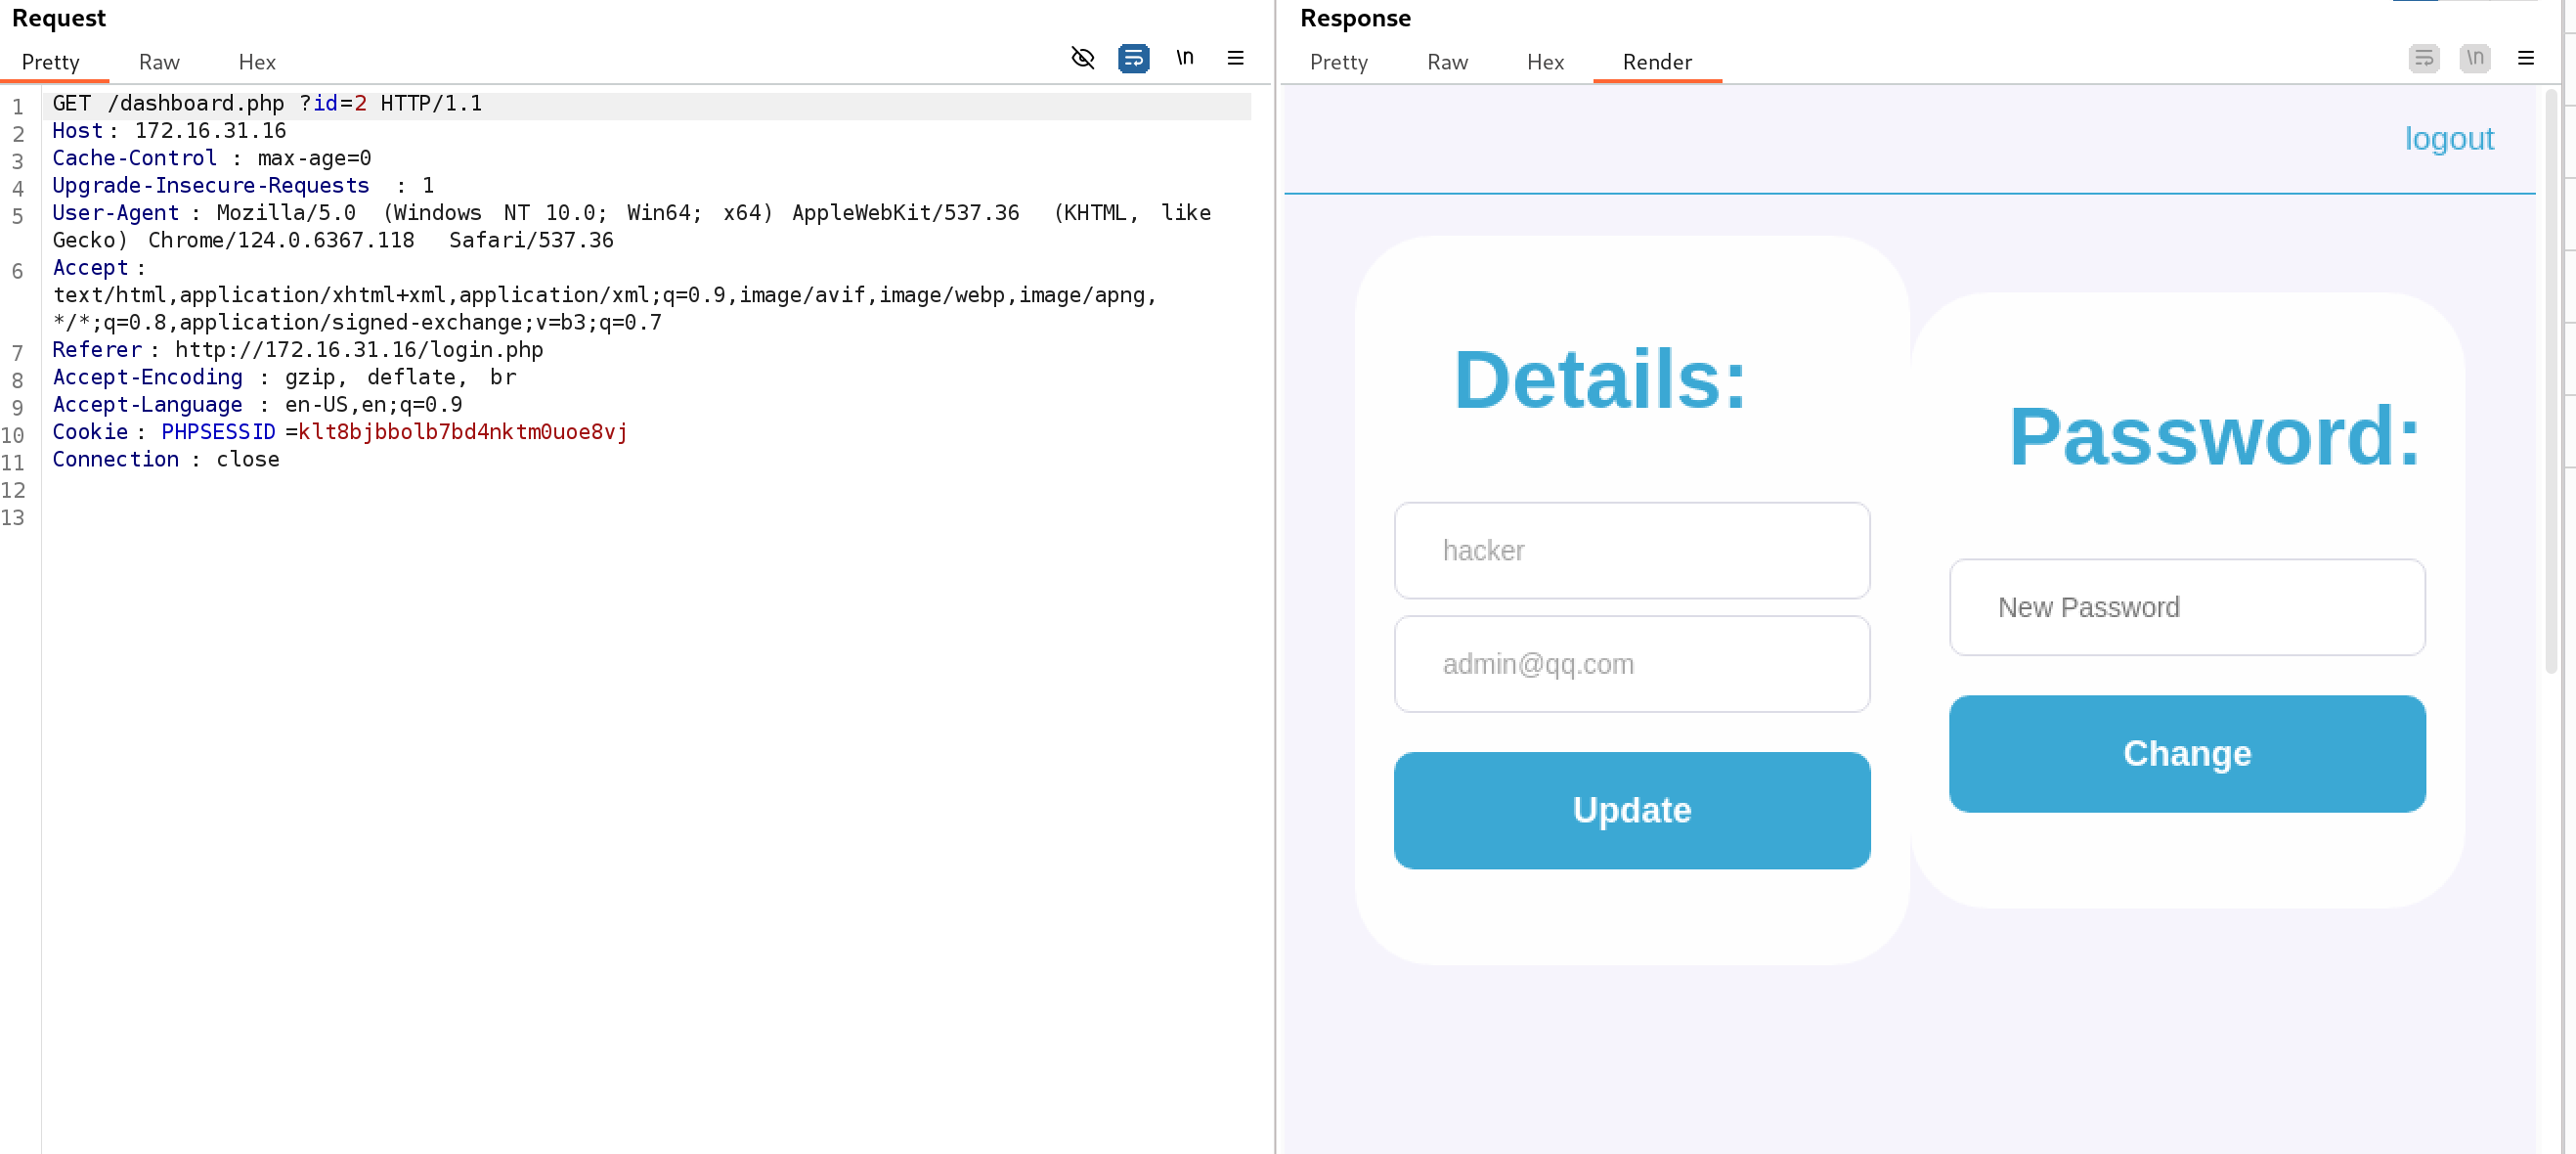 Request
Pretty Raw Hex
\n
1 GET /dashboard.php ?id=2 HTTP/1.1
2 Host : 172.16.31.16
3 Cache-Control : max-age=0
4 Upgrade-Insecure-Requests : 1
5 User-Agent : Mozilla/5.0 (Windows NT 10.0; Win64; x64) AppleWebKit/537.36 (KHTML, like
Gecko) Chrome/124.0.6367.118 Safari/537.36
6 Accept :
text/html,application/xhtml+xml,application/xml;q=0.9,image/avif,image/webp,image/apng,
*/*;q=0.8,application/signed-exchange;v=b3;q=0.7
7 Referer : http://172.16.31.16/login.php
8 Accept-Encoding : gzip, deflate, br
9 Accept-Language : en-US,en;q=0.9
10 Cookie : PHPSESSID =klt8bjbbolb7bd4nktm0uoe8vj
11 Connection : close
12
13
Response
Pretty Raw Hex Render
\n
logout
Details:
hacker
admin@qq.com
Update
Password:
New Password
Change